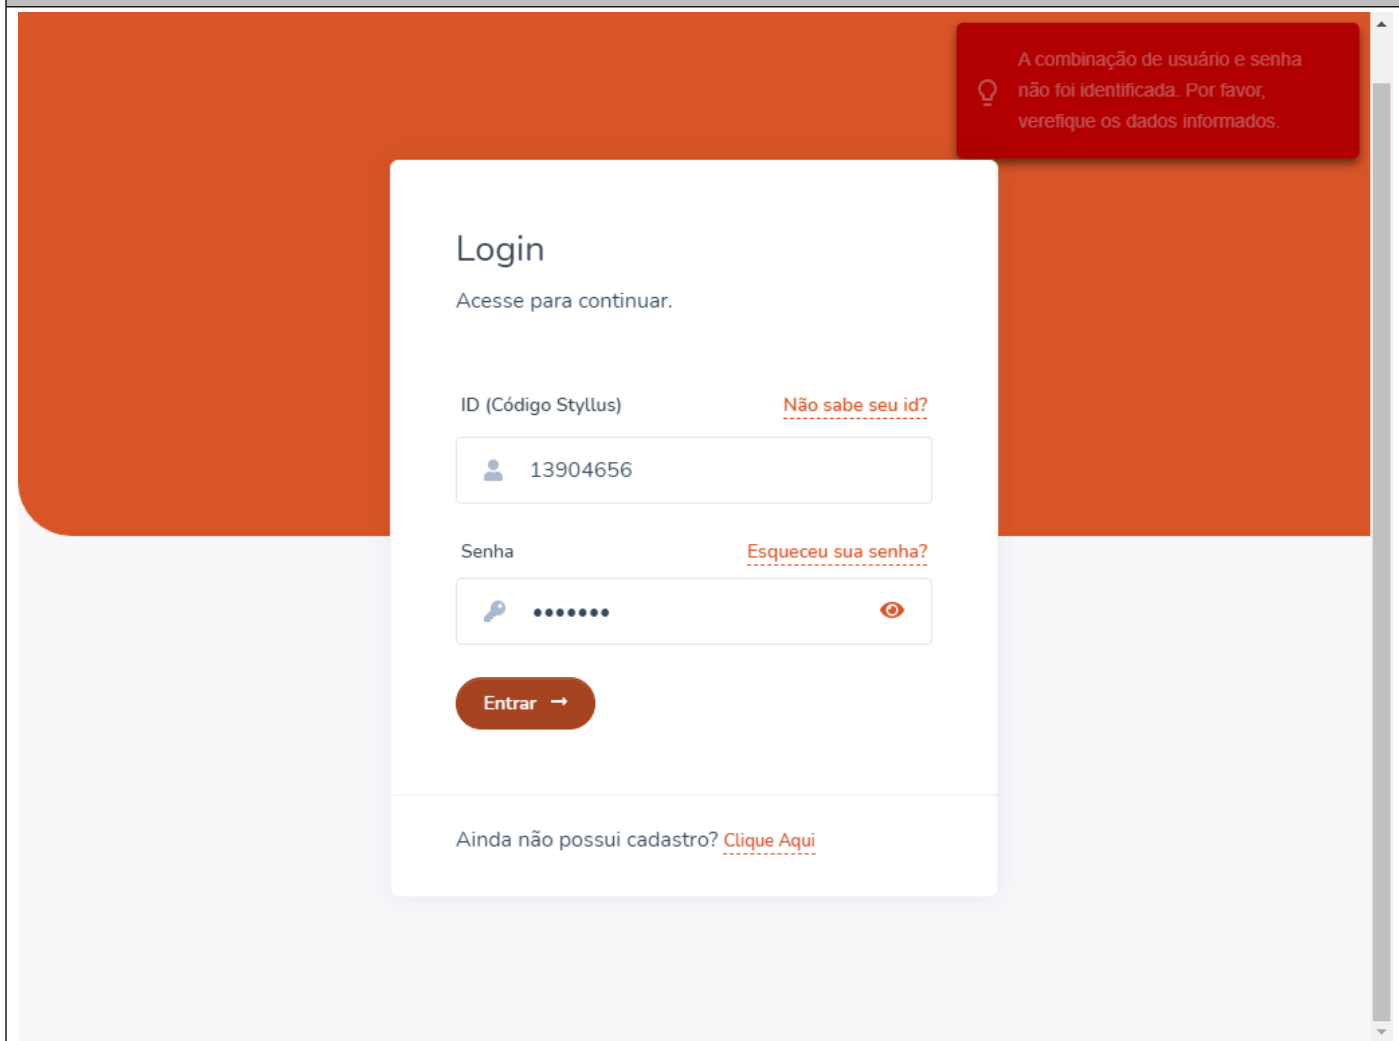 A combinação de usuário e senha
não foi identificada. Por favor,
verefique os dados informados.
Login
Acesse para continuar.
ID (Código Styllus) Não sabe seu id?
13904656
Senha Esqueceu sua senha?
•••••••
Entrar →
Ainda não possui cadastro? Clique Aqui